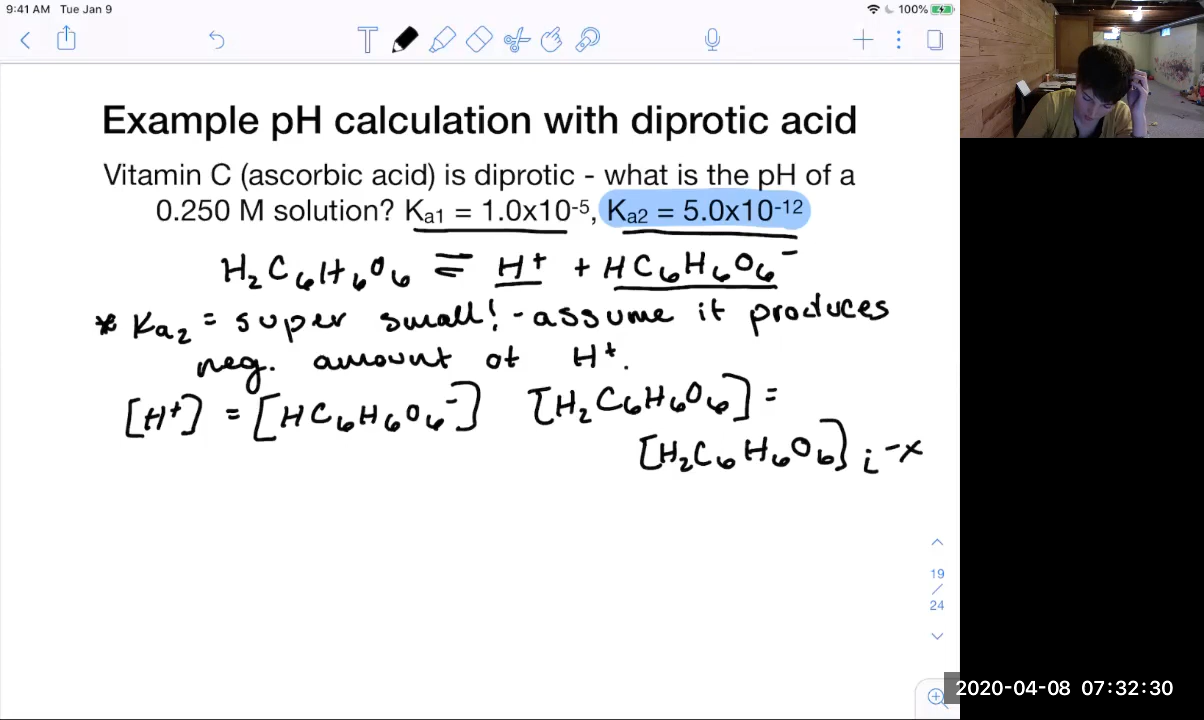 9:41 AM Tue Jan 9
100%
Example pH calculation with diprotic acid
Vitamin C (ascorbic acid) is diprotic - what is the pH of a
0.250 M solution? Ka1 = 1.0x10-5, Ka2 = 5.0x10-12
H2C6H6O6 ⇌ H+ + HC6H6O6-
* Ka2 = super small! - assume it produces
neg. amount of H+.
[H+] = [HC6H6O6-] [H2C6H6O6] =
[H2C6H6O6]i -x
19
/
24
2020-04-08 07:32:30